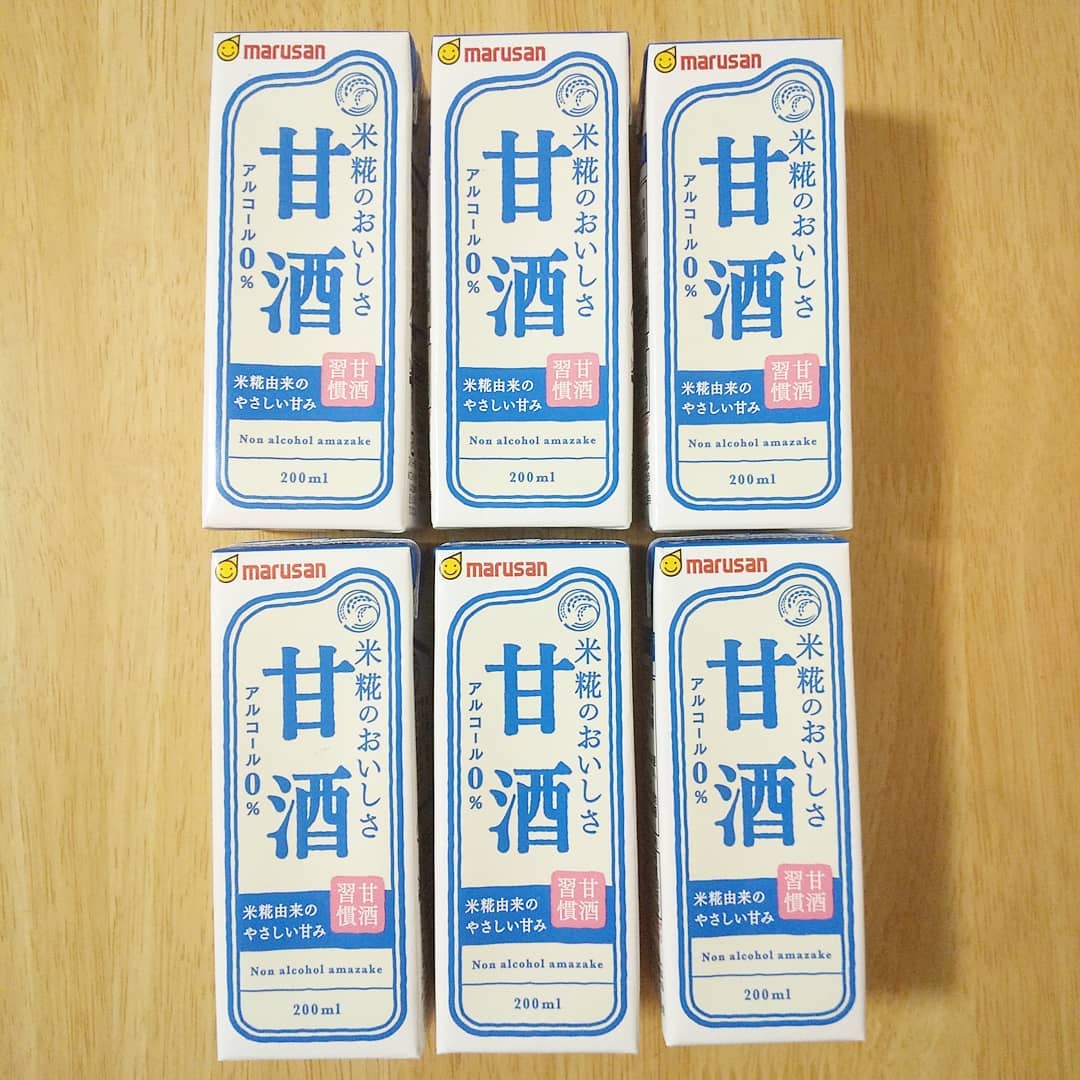 marusan
米糀のおいしさ
甘酒
アルコール0%
甘酒
習慣
米糀由来の
やさしい甘み
Non alcohol amazake
200ml
marusan
米糀のおいしさ
甘酒
アルコール0%
甘酒
習慣
米糀由来の
やさしい甘み
Non alcohol amazake
200ml
marusan
米糀のおいしさ
甘酒
アルコール0%
甘酒
習慣
米糀由来の
やさしい甘み
Non alcohol amazake
200ml
marusan
米糀のおいしさ
甘酒
アルコール0%
甘酒
習慣
米糀由来の
やさしい甘み
Non alcohol amazake
200ml
marusan
米糀のおいしさ
甘酒
アルコール0%
甘酒
習慣
米糀由来の
やさしい甘み
Non alcohol amazake
200ml
marusan
米糀のおいしさ
甘酒
アルコール0%
甘酒
習慣
米糀由来の
やさしい甘み
Non alcohol amazake
200ml